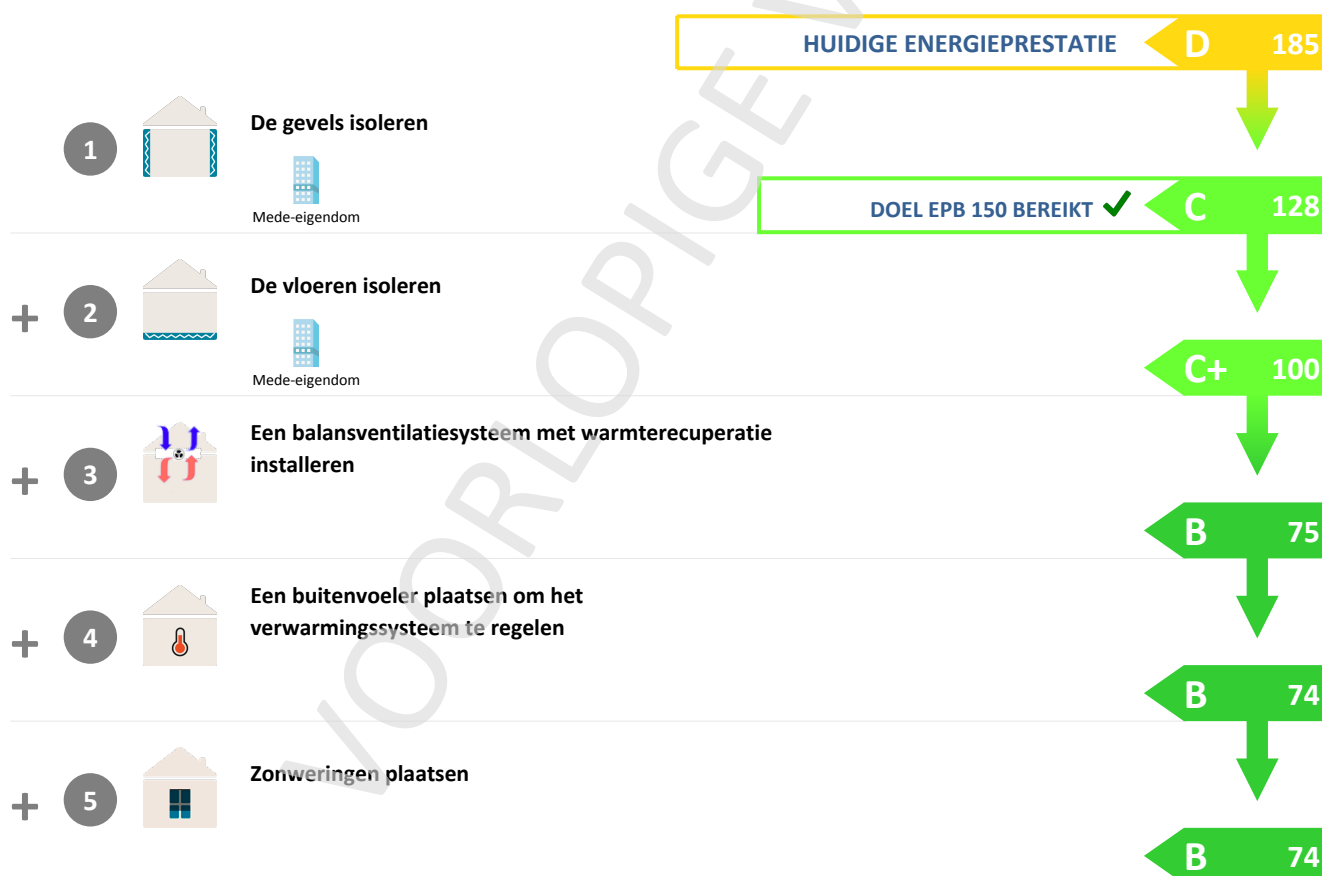 HUIDIGE ENERGIEPRESTATIE D 185
1 De gevels isoleren
Mede-eigendom
DOEL EPB 150 BEREIKT ✔ C 128
+ 2 De vloeren isoleren
Mede-eigendom
C+ 100
+ 3 Een balansventilatiesysteem met warmterecuperatie
installeren
B 75
+ 4 Een buitenvoeler plaatsen om het
verwarmingssysteem te regelen
B 74
+ 5 Zonweringen plaatsen
B 74
VOORLOPIGE V